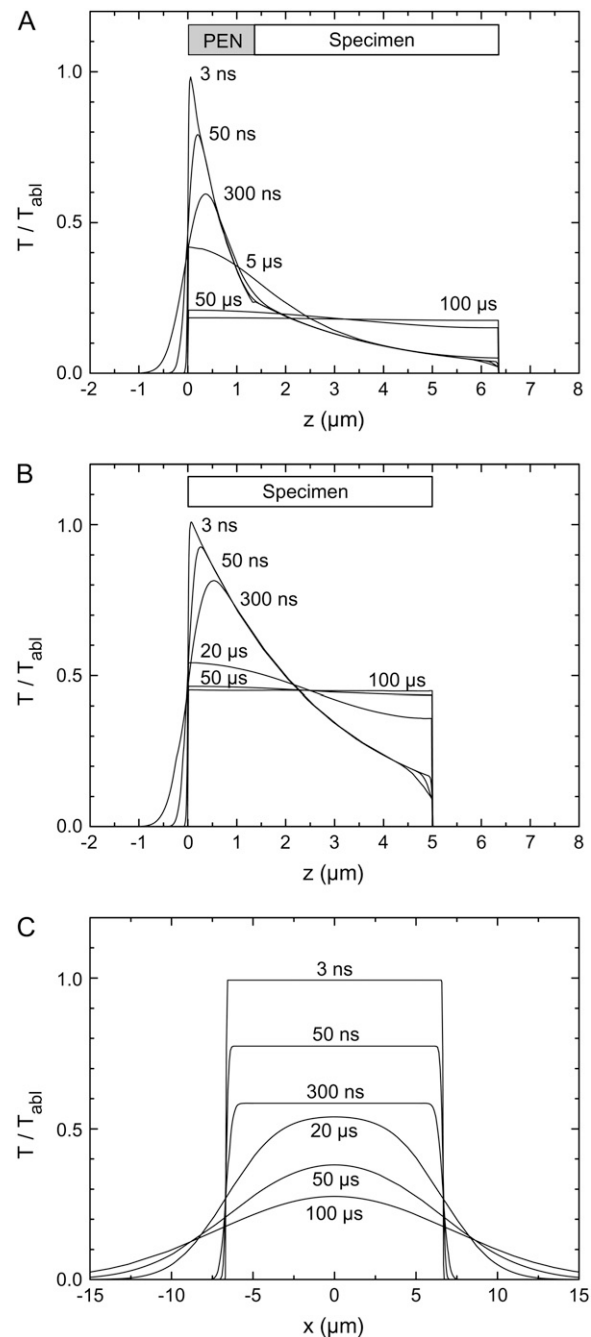 A
PEN Specimen
3 ns
50 ns
300 ns
5 µs
50 µs
100 µs
T / Tabl
1.0
0.5
0.0
-2 -1 0 1 2 3 4 5 6 7 8
z (µm)
B
Specimen
3 ns
50 ns
300 ns
20 µs
50 µs
100 µs
T / Tabl
1.0
0.5
0.0
-2 -1 0 1 2 3 4 5 6 7 8
z (µm)
C
3 ns
50 ns
300 ns
20 µs
50 µs
100 µs
T / Tabl
1.0
0.5
0.0
-15 -10 -5 0 5 10 15
x (µm)